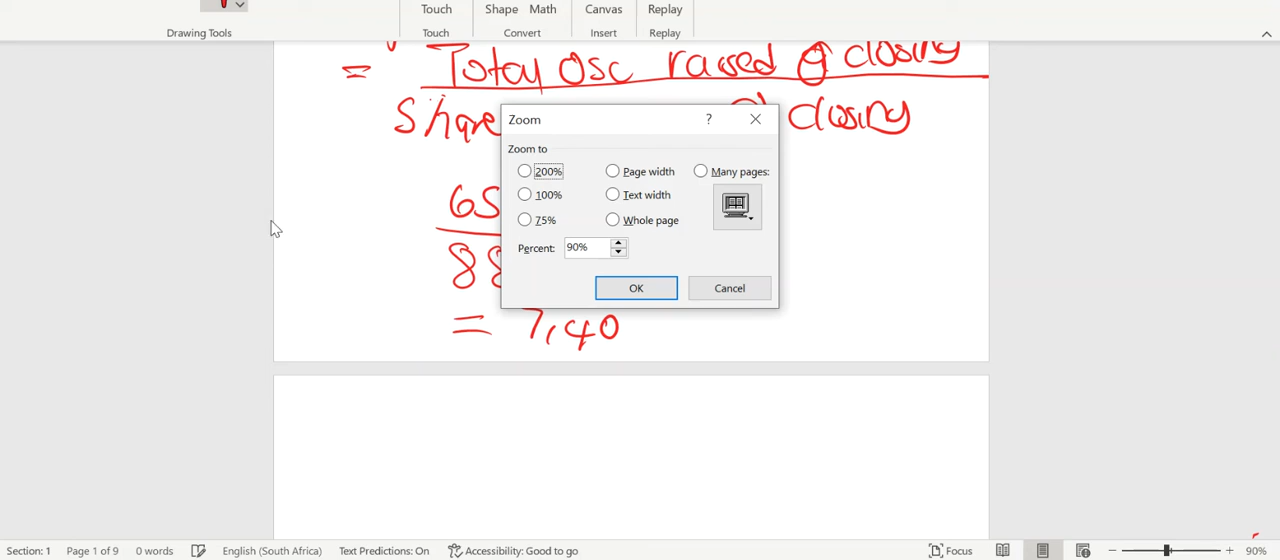 Touch Shape Math Canvas Replay
Drawing Tools Touch Convert Insert Replay
= Total OSC raised @ closing
Share @ closing
Zoom ?
Zoom to
200% Page width Many pages:
100% Text width
75% Whole page
Percent: 90%
OK Cancel
= 7,40
Section: 1 Page 1 of 9 0 words English (South Africa) Text Predictions: On Accessibility: Good to go Focus 90%